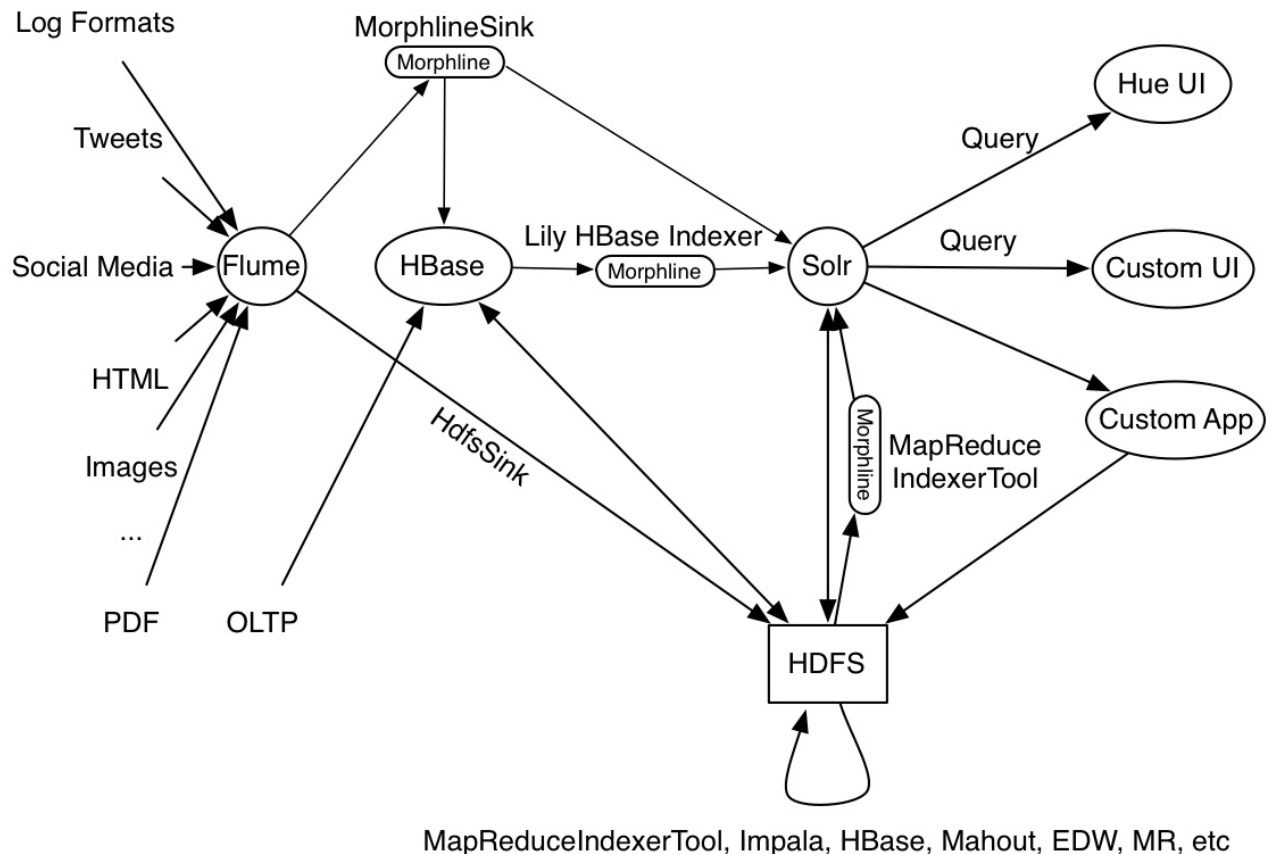 Log Formats
MorphlineSink
Morphline
Hue UI
Tweets
Query
Social Media
Flume
HBase
Lily HBase Indexer
Morphline
Solr
Query
Custom UI
HTML
HdfsSink
Morphline
MapReduce
IndexerTool
Custom App
Images
...
PDF
OLTP
HDFS
MapReduceIndexerTool, Impala, HBase, Mahout, EDW, MR, etc